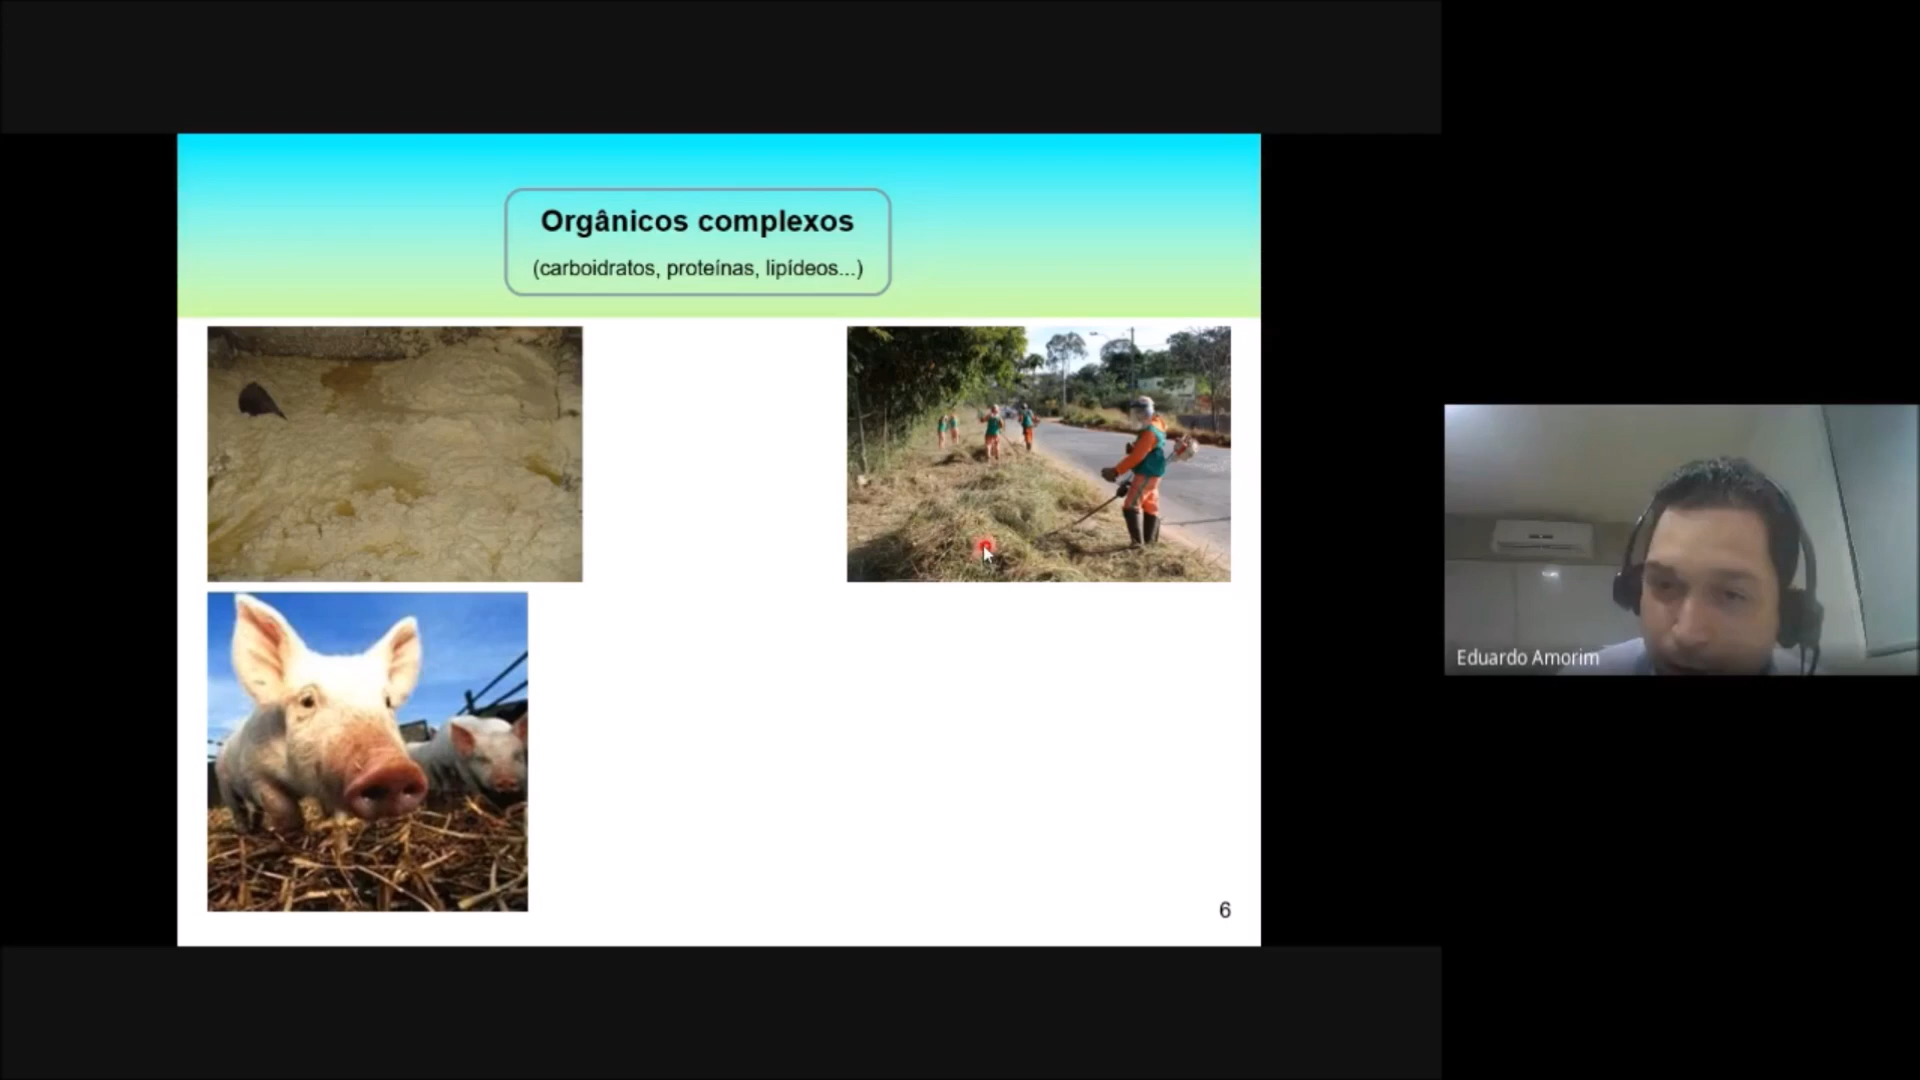 Orgânicos complexos
(carboidratos, proteínas, lipídeos...)
6
Eduardo Amorim